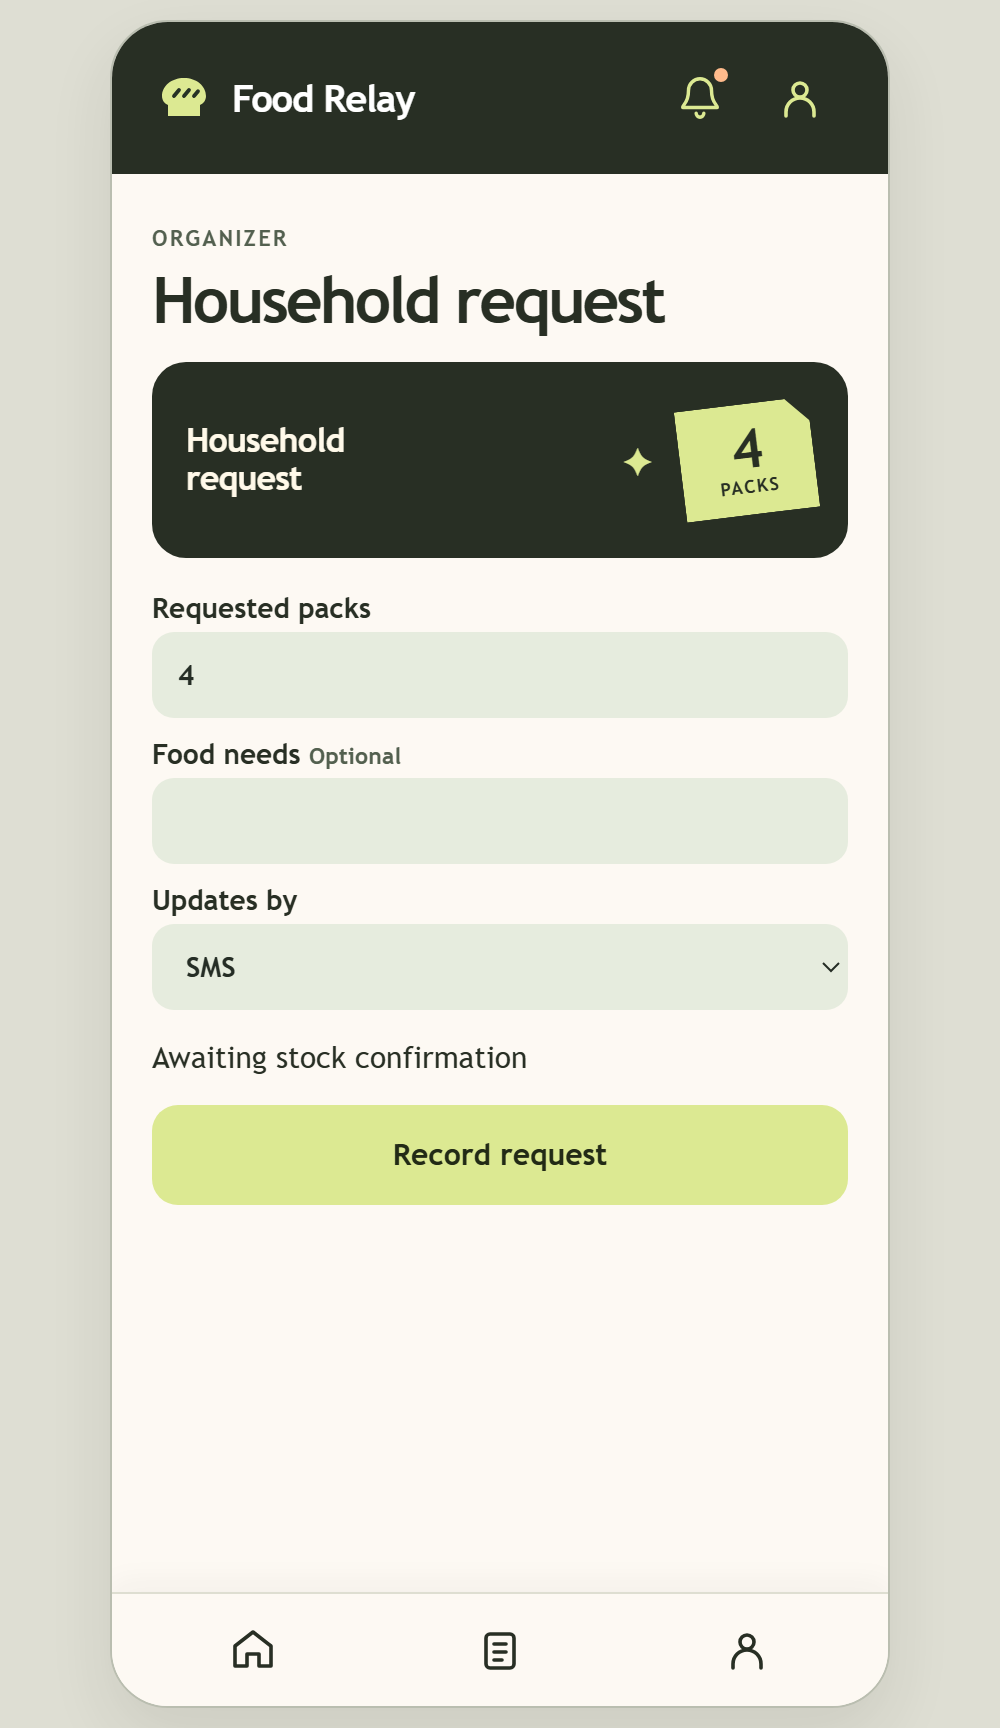 Food Relay
ORGANIZER
Household request
Household
request
4
PACKS
Requested packs
4
Food needs Optional
Updates by
SMS
Awaiting stock confirmation
Record request